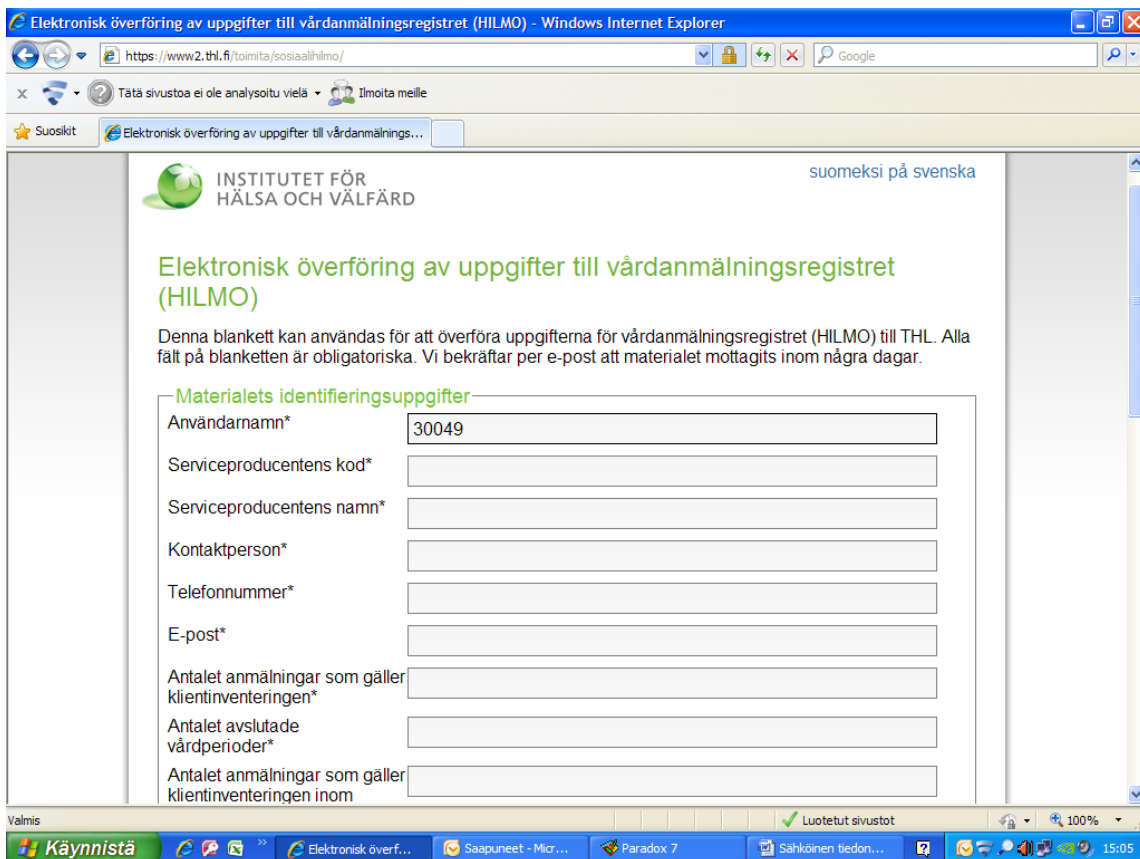 Elektronisk överföring av uppgifter till vårdanmälningsregistret (HILMO) - Windows Internet Explorer
https://www2.thl.fi/toimita/sosiaalihilmo/
Google
x Tätä sivustoa ei ole analysoitu vielä Ilmoita meille
Suosikit Elektronisk överföring av uppgifter till vårdanmälnings...
INSTITUTET FÖR
HÄLSA OCH VÄLFÄRD
suomeksi på svenska
Elektronisk överföring av uppgifter till vårdanmälningsregistret
(HILMO)
Denna blankett kan användas för att överföra uppgifterna för vårdanmälningsregistret (HILMO) till THL. Alla
fält på blanketten är obligatoriska. Vi bekräftar per e-post att materialet mottagits inom några dagar.
Materialets identifieringsuppgifter
Användarnamn*
30049
Serviceproducentens kod*
Serviceproducentens namn*
Kontaktperson*
Telefonnummer*
E-post*
Antalet anmälningar som gäller
klientinventeringen*
Antalet avslutade
vårdperioder*
Antalet anmälningar som gäller
klientinventeringen inom
Valmis Luotetut sivustot 100%
Käynnistä Elektronisk överf... Saapuneet - Micr... Paradox 7 Sähköinen tiedon... 15:05